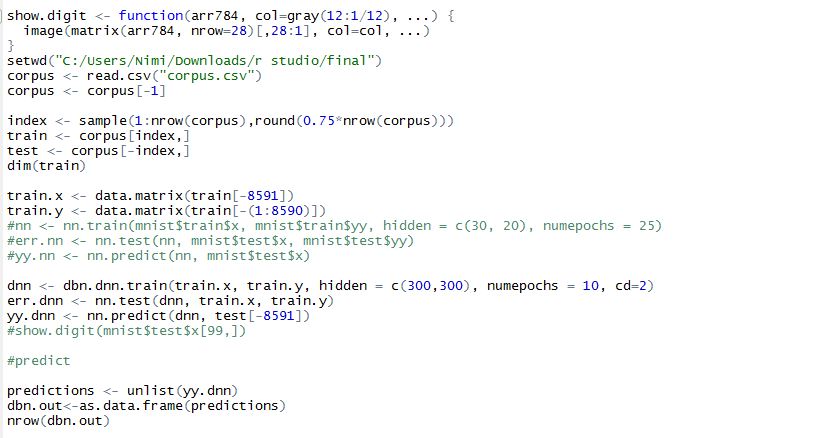 show.digit <- function(arr784, col=gray(12:1/12), ...) {
  image(matrix(arr784, nrow=28)[,28:1], col=col, ...)
}
setwd("C:/Users/Nimi/Downloads/r studio/final")
corpus <- read.csv("corpus.csv")
corpus <- corpus[-1]

index <- sample(1:nrow(corpus),round(0.75*nrow(corpus)))
train <- corpus[index,]
test <- corpus[-index,]
dim(train)

train.x <- data.matrix(train[-8591])
train.y <- data.matrix(train[-(1:8590)])
#nn <- nn.train(mnist$train$x, mnist$train$yy, hidden = c(30, 20), numepochs = 25)
#err.nn <- nn.test(nn, mnist$test$x, mnist$test$yy)
#yy.nn <- nn.predict(nn, mnist$test$x)

dnn <- dbn.dnn.train(train.x, train.y, hidden = c(300,300), numepochs = 10, cd=2)
err.dnn <- nn.test(dnn, train.x, train.y)
yy.dnn <- nn.predict(dnn, test[-8591])
#show.digit(mnist$test$x[99,])

#predict

predictions <- unlist(yy.dnn)
dbn.out<-as.data.frame(predictions)
nrow(dbn.out)